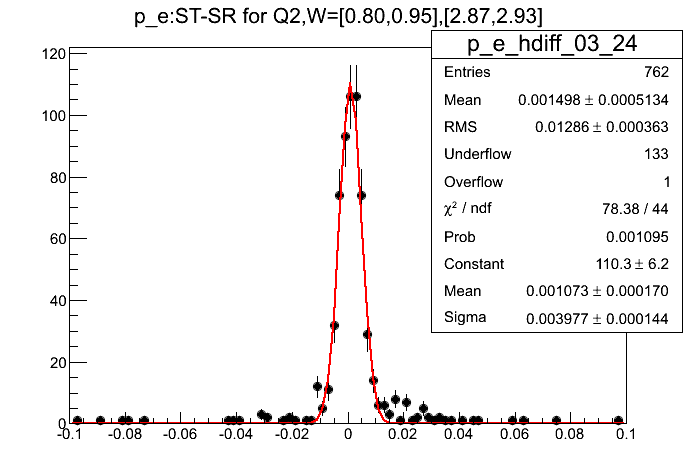 p_e:ST-SR for Q2,W=[0.80,0.95],[2.87,2.93]
p_e_hdiff_03_24
Entries 762
Mean 0.001498 ± 0.0005134
RMS 0.01286 ± 0.000363
Underflow 133
Overflow 1
χ² / ndf 78.38 / 44
Prob 0.001095
Constant 110.3 ± 6.2
Mean 0.001073 ± 0.000170
Sigma 0.003977 ± 0.000144
120
100
80
60
40
20
0
-0.1 -0.08 -0.06 -0.04 -0.02 0 0.02 0.04 0.06 0.08 0.1